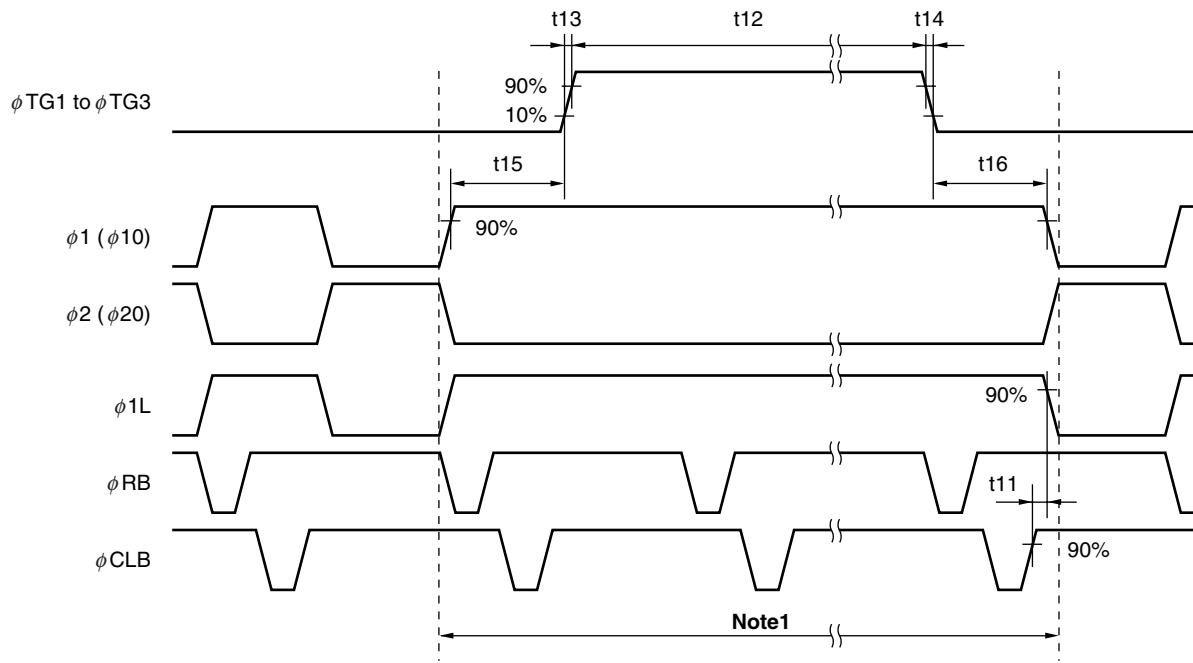 t13 t12 t14
φTG1 to φTG3
90%
10%
t15 t16
φ1 (φ10)
90%
φ2 (φ20)
φ1L
90%
φRB
t11
φCLB
90%
Note1